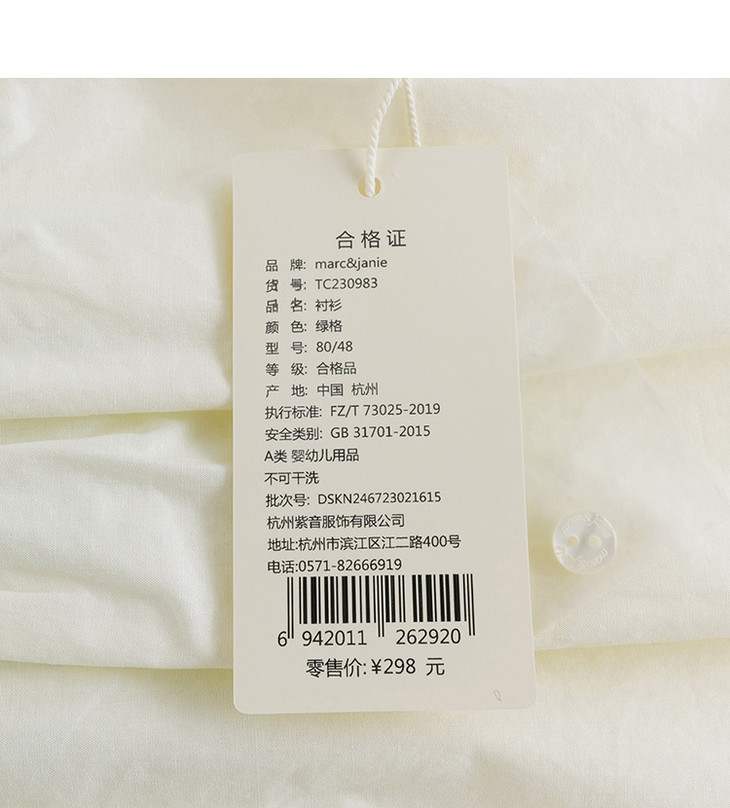 合格证
品 牌: marc&janie
货 号: TC230983
品 名: 衬衫
颜 色: 绿格
型 号: 80/48
等 级: 合格品
产 地: 中国 杭州
执行标准: FZ/T 73025-2019
安全类别: GB 31701-2015
A类 婴幼儿用品
不可干洗
批次号: DSKN246723021615
杭州紫音服饰有限公司
地址:杭州市滨江区江二路400号
电话:0571-82666919
6 942011 262920
零售价:¥298 元